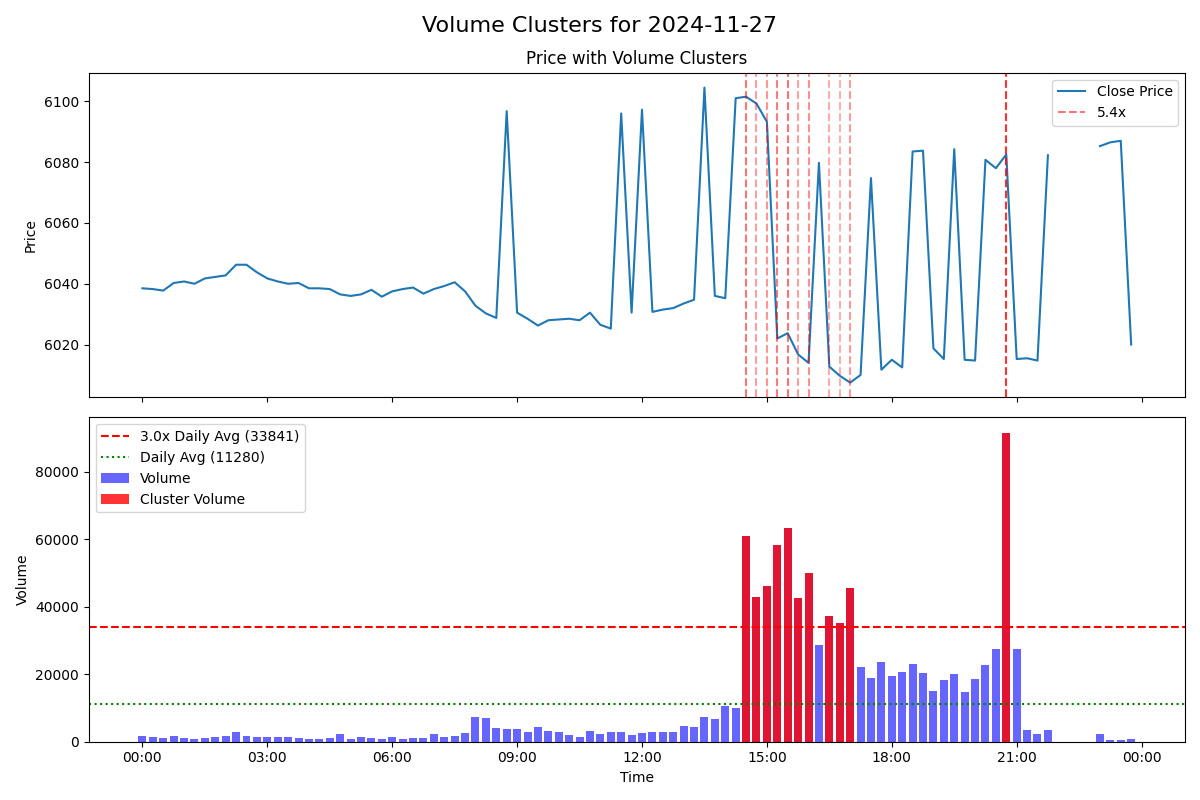 Volume Clusters for 2024-11-27
Price with Volume Clusters
Close Price
5.4x
6100
6080
6060
6040
6020
Price
3.0x Daily Avg (33841)
Daily Avg (11280)
Volume
Cluster Volume
80000
60000
40000
20000
0
Volume
00:00 03:00 06:00 09:00 12:00 15:00 18:00 21:00 00:00
Time